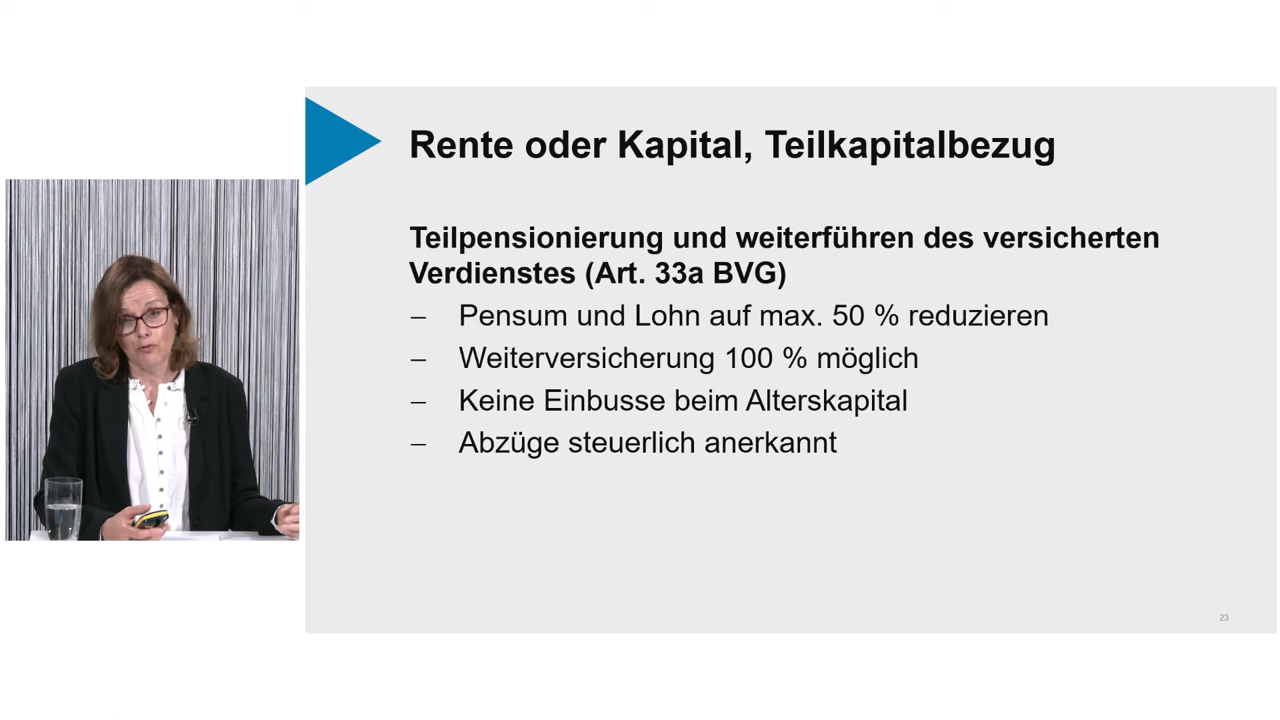 Rente oder Kapital, Teilkapitalbezug
Teilpensionierung und weiterführen des versicherten
Verdienstes (Art. 33a BVG)
– Pensum und Lohn auf max. 50 % reduzieren
– Weiterversicherung 100 % möglich
– Keine Einbusse beim Alterskapital
– Abzüge steuerlich anerkannt
23